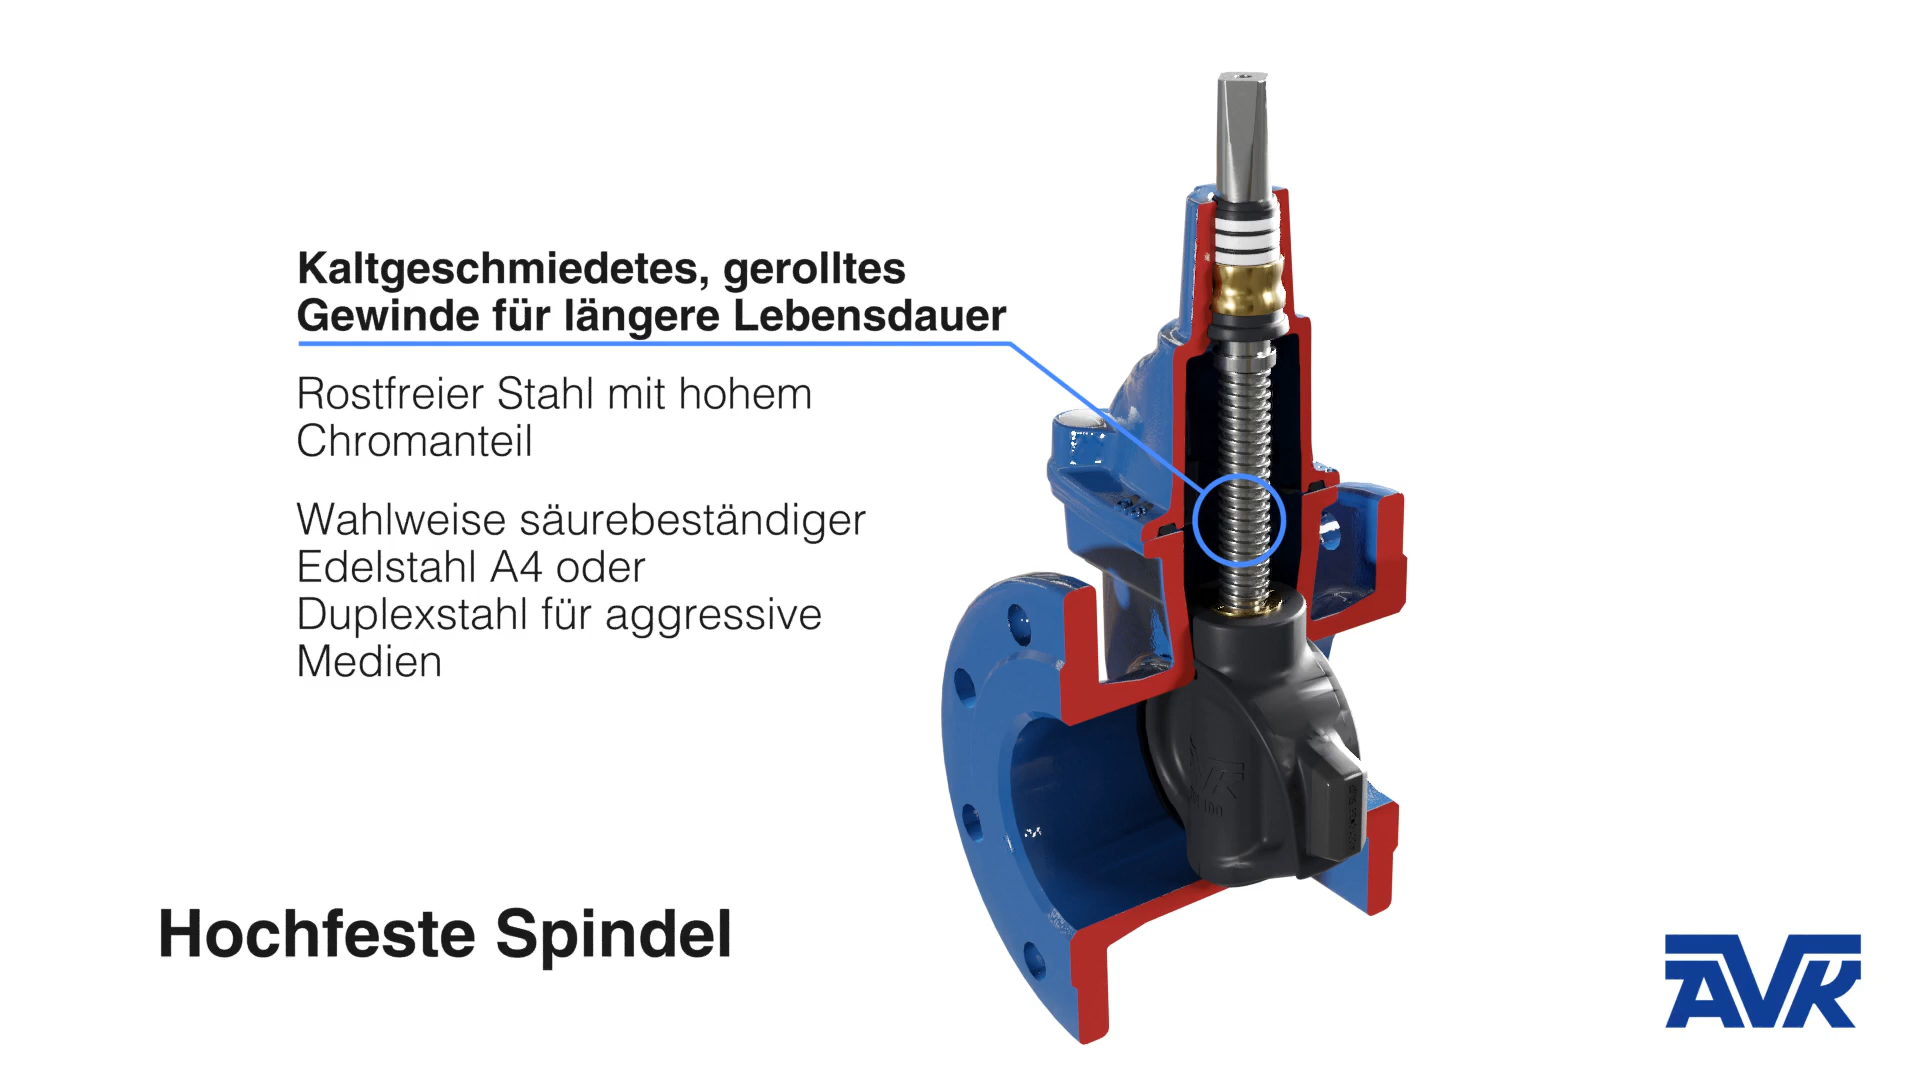 Kaltgeschmiedetes, gerolltes
Gewinde für längere Lebensdauer
Rostfreier Stahl mit hohem
Chromanteil
Wahlweise säurebeständiger
Edelstahl A4 oder
Duplexstahl für aggressive
Medien
Hochfeste Spindel
AVK
AVK